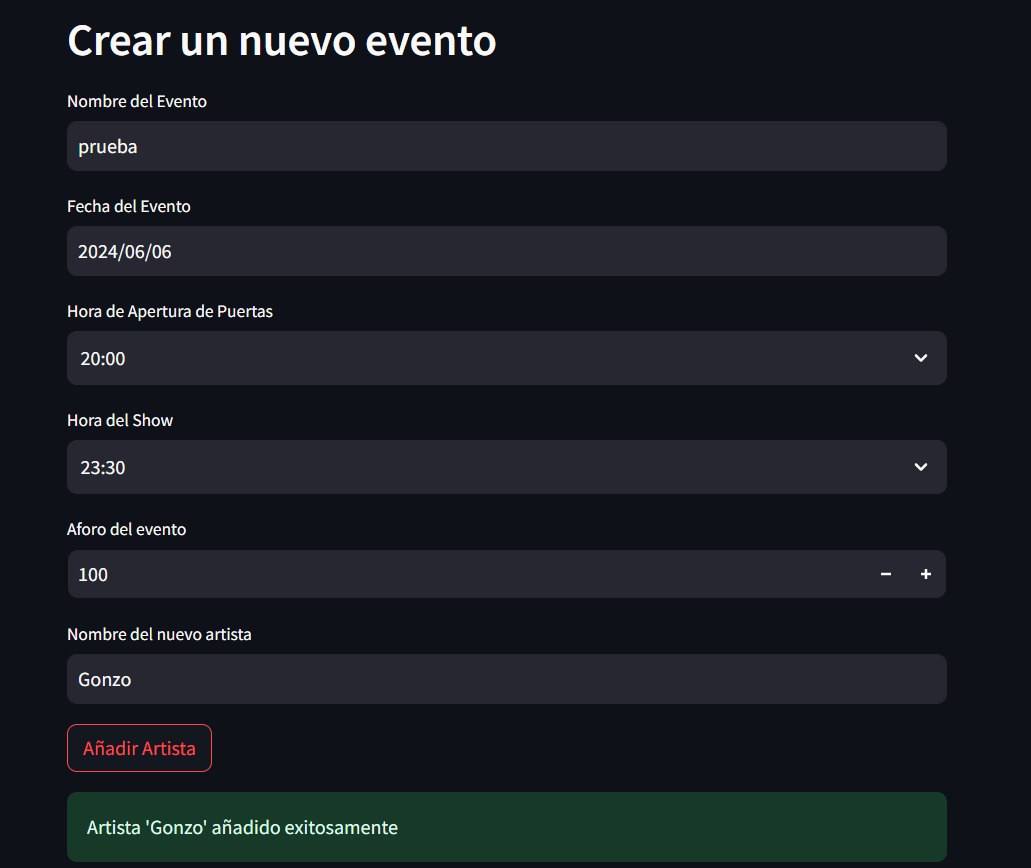 Crear un nuevo evento
Nombre del Evento
prueba
Fecha del Evento
2024/06/06
Hora de Apertura de Puertas
20:00
Hora del Show
23:30
Aforo del evento
100
Nombre del nuevo artista
Gonzo
Añadir Artista
Artista 'Gonzo' añadido exitosamente